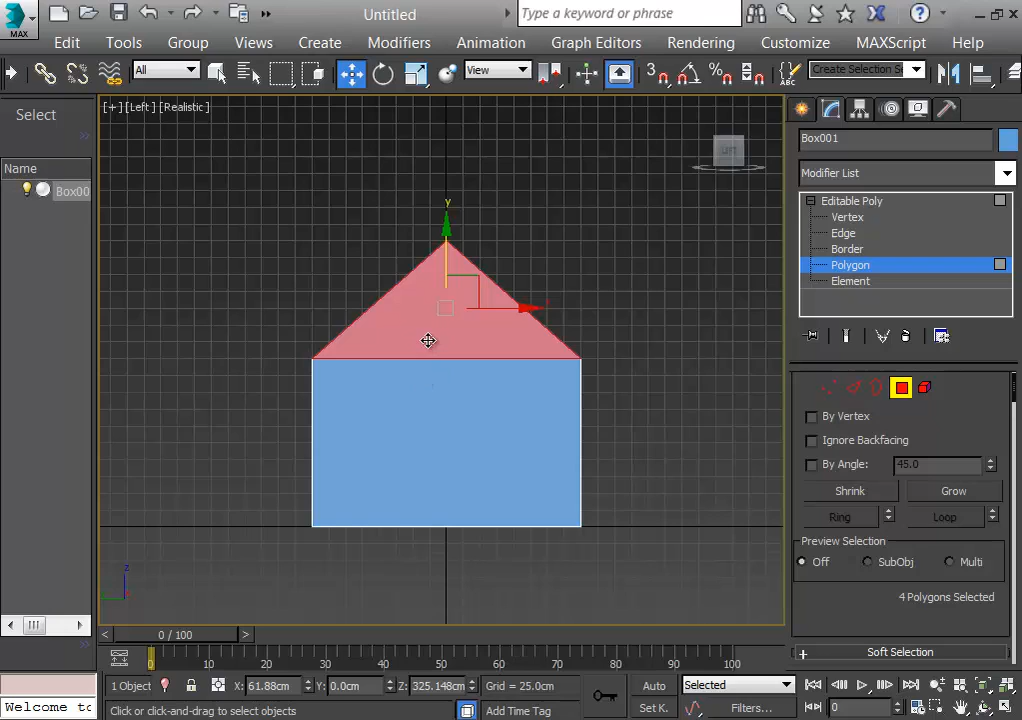 MAX
Untitled
Type a keyword or phrase
Edit Tools Group Views Create Modifiers Animation Graph Editors Rendering Customize MAXScript Help
All
View
3
%
ABC
Create Selection Se
Select
[+] [Left] [Realistic]
Name
Box00
y
z
Box001
Modifier List
Editable Poly
Vertex
Edge
Border
Polygon
Element
By Vertex
Ignore Backfacing
By Angle: 45.0
Shrink Grow
Ring Loop
Preview Selection
Off SubObj Multi
4 Polygons Selected
+ Soft Selection
< 0 / 100 >
0 10 20 30 40 50 60 70 80 90 100
1 Object X: 61.88cm Y: 0.0cm Z: 325.148cm Grid = 25.0cm Auto Selected
Welcome to Click or click-and-drag to select objects Add Time Tag Set K. Filters... 0